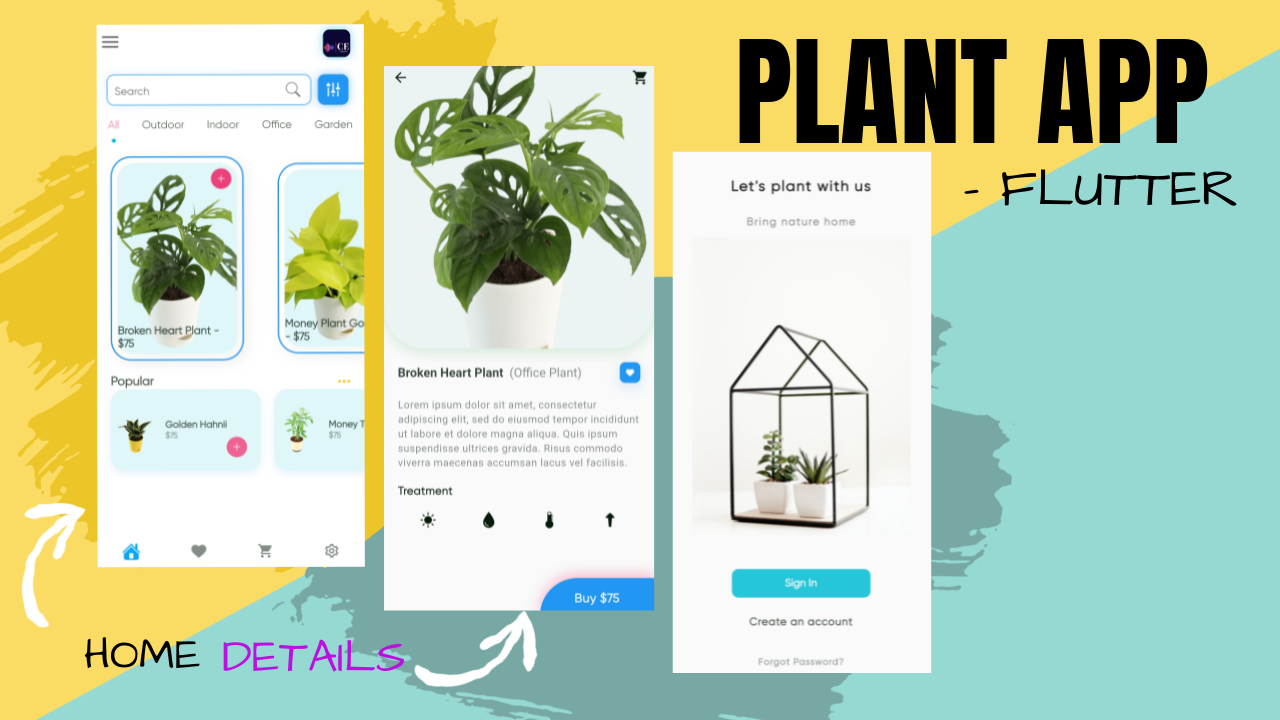 PLANT APP
- FLUTTER
CE
Search
All Outdoor Indoor Office Garden
Broken Heart Plant -
$75
Money Plant Go
- $75
Popular
Golden Hahnii
$75
Money T
$75
Broken Heart Plant (Office Plant)
Lorem ipsum dolor sit amet, consectetur
adipiscing elit, sed do eiusmod tempor incididunt
ut labore et dolore magna aliqua. Quis ipsum
suspendisse ultrices gravida. Risus commodo
viverra maecenas accumsan lacus vel facilisis.
Treatment
Buy $75
Let's plant with us
Bring nature home
Sign In
Create an account
Forgot Password?
HOME DETAILS